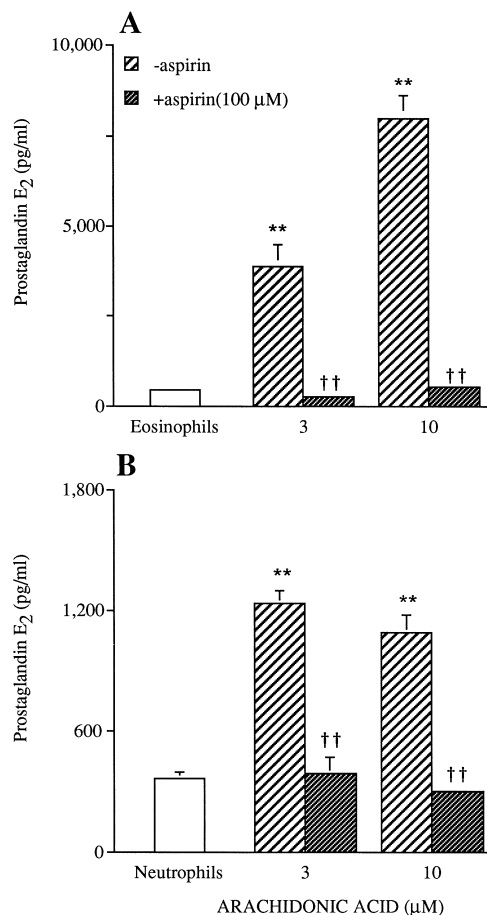 A
10,000
-aspirin
+aspirin(100 µM)
**
5,000
**
Prostaglandin E2 (pg/ml)
††
††
0
Eosinophils 3 10
B
1,800
**
**
1,200
Prostaglandin E2 (pg/ml)
††
600
††
0
Neutrophils 3 10
ARACHIDONIC ACID (µM)